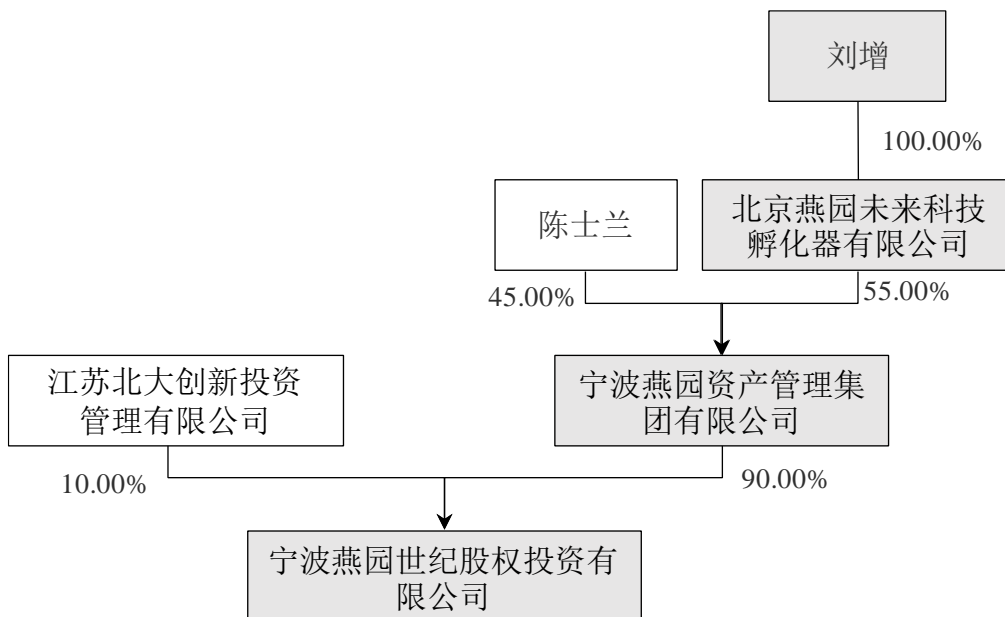 刘增
100.00%
陈士兰
北京燕园未来科技
孵化器有限公司
45.00%
55.00%
江苏北大创新投资
管理有限公司
宁波燕园资产管理集
团有限公司
10.00%
90.00%
宁波燕园世纪股权投资有
限公司